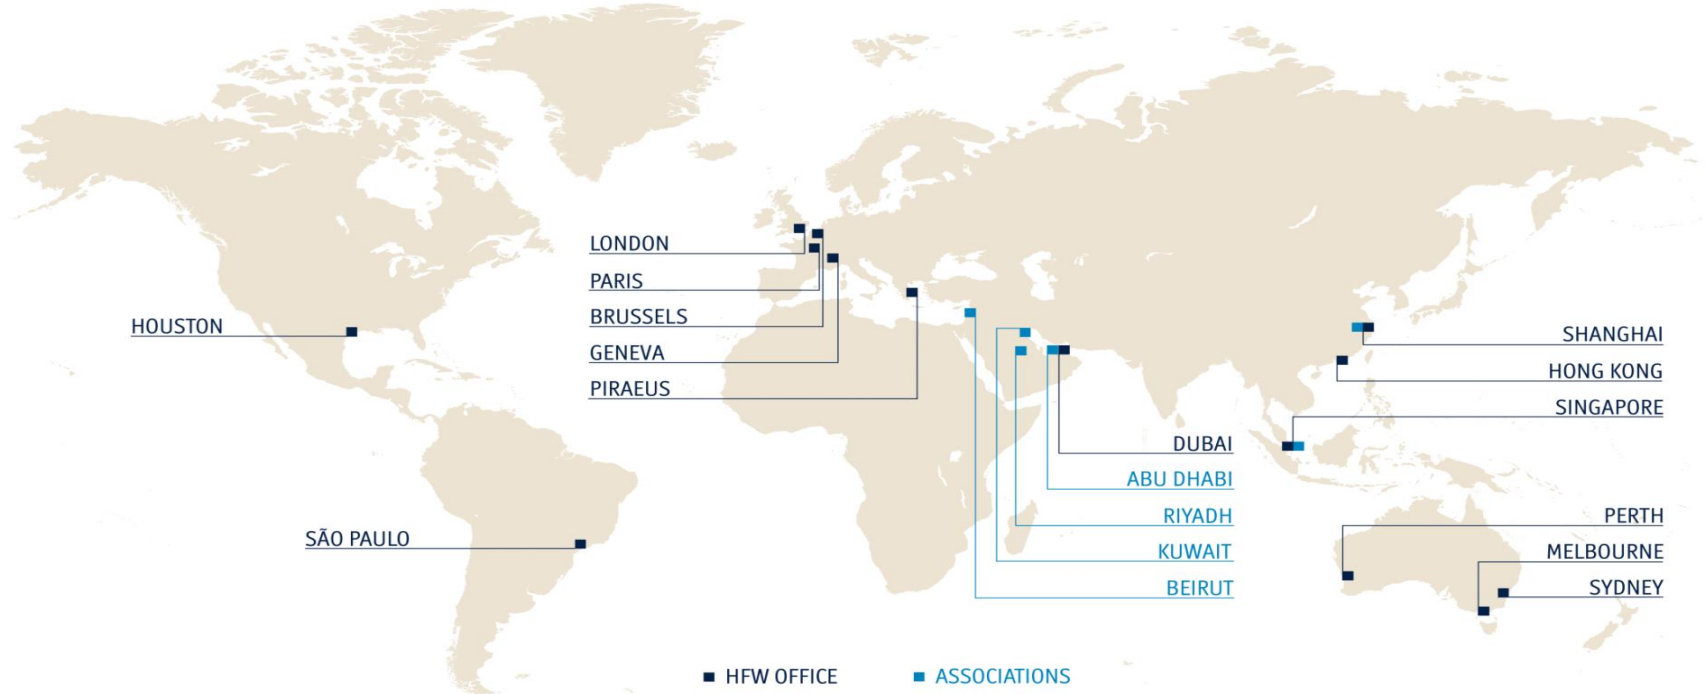 LONDON
PARIS
BRUSSELS
GENEVA
PIRAEUS
HOUSTON
SÃO PAULO
DUBAI
ABU DHABI
RIYADH
KUWAIT
BEIRUT
SHANGHAI
HONG KONG
SINGAPORE
PERTH
MELBOURNE
SYDNEY
HFW OFFICE
ASSOCIATIONS